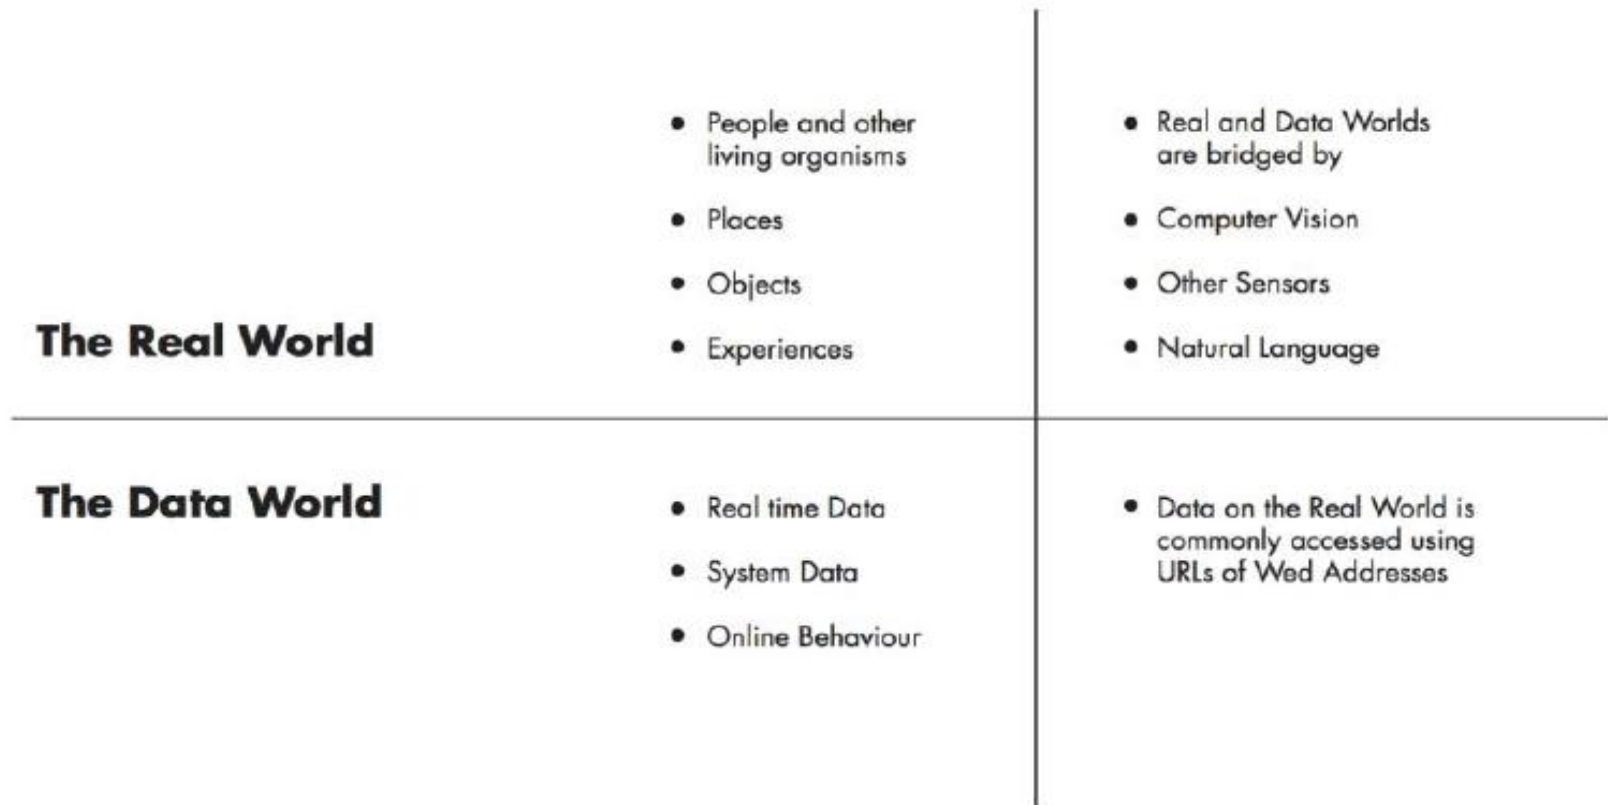 The Real World
• People and other
living organisms
• Places
• Objects
• Experiences
• Real and Data Worlds
are bridged by
• Computer Vision
• Other Sensors
• Natural Language
The Data World
• Real time Data
• System Data
• Online Behaviour
• Data on the Real World is
commonly accessed using
URLs of Wed Addresses